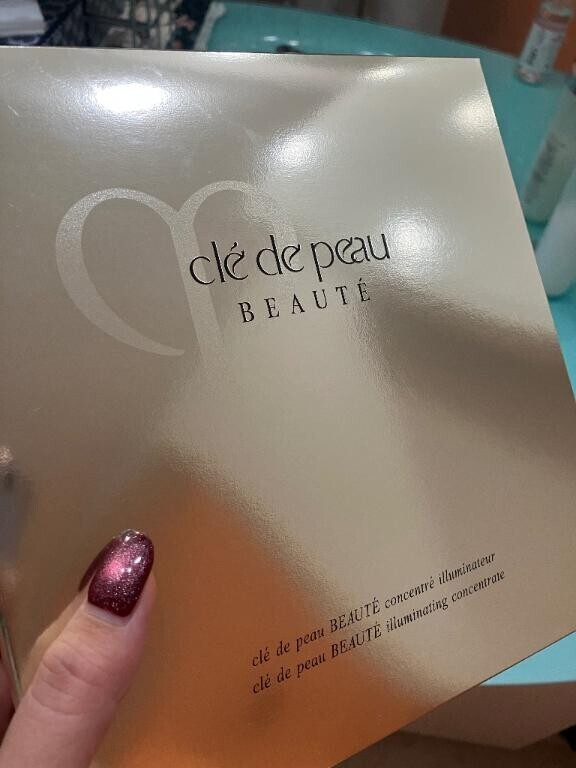 clé de peau
BEAUTÉ
clé de peau BEAUTÉ concentré illuminateur
clé de peau BEAUTÉ illuminating concentrate